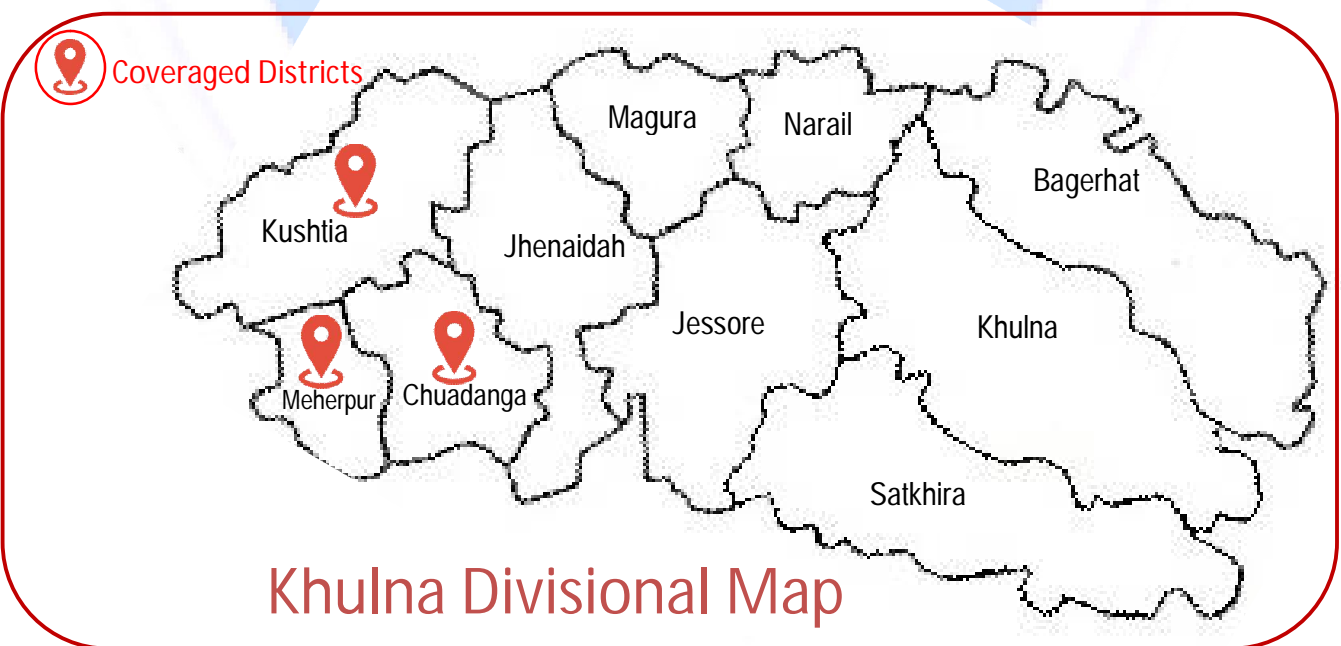 Coveraged Districts
Magura
Narail
Bagerhat
Kushtia
Jhenaidah
Jessore
Khulna
Meherpur
Chuadanga
Satkhira
Khulna Divisional Map